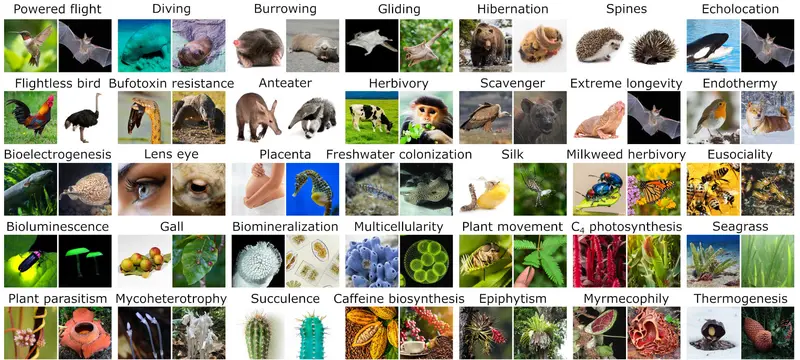 Powered flight
Diving
Burrowing
Gliding
Hibernation
Spines
Echolocation
Flightless bird
Bufotoxin resistance
Anteater
Herbivory
Scavenger
Extreme longevity
Endothermy
Bioelectrogenesis
Lens eye
Placenta
Freshwater colonization
Silk
Milkweed herbivory
Eusociality
Bioluminescence
Gall
Biomineralization
Multicellularity
Plant movement
C₄ photosynthesis
Seagrass
Plant parasitism
Mycoheterotrophy
Succulence
Caffeine biosynthesis
Epiphytism
Myrmecophily
Thermogenesis